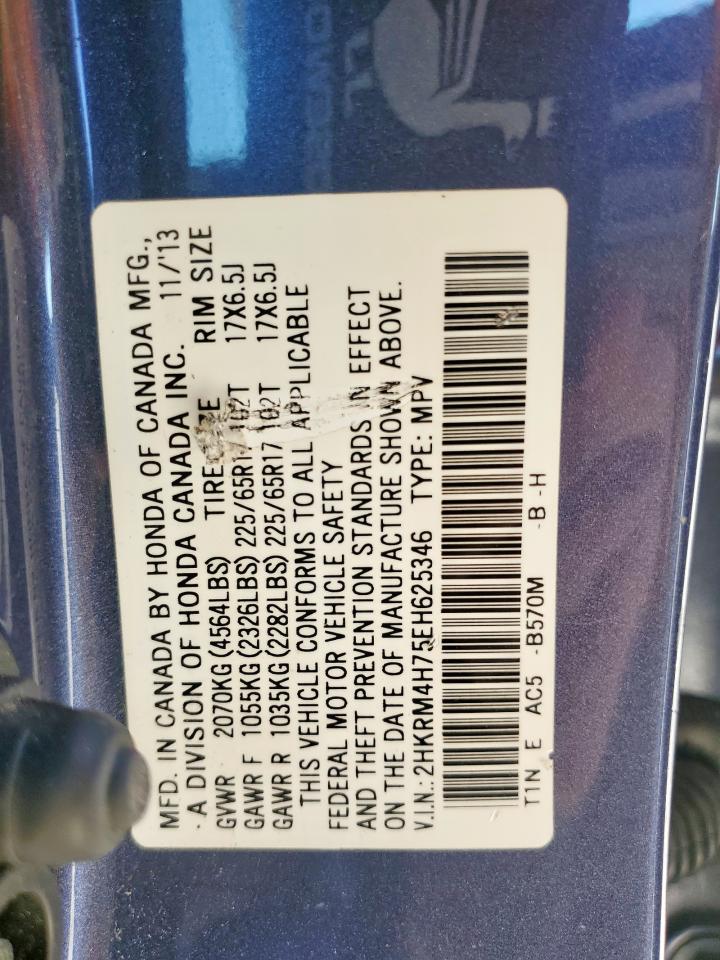 MFD. IN CANADA BY HONDA OF CANADA MFG.,
- A DIVISION OF HONDA CANADA INC. 11/'13
GVWR 2070KG (4564LBS) TIRE RIM SIZE
GAWR F 1055KG (2326LBS) 225/65R17 102T 17X6.5J
GAWR R 1035KG (2282LBS) 225/65R17 102T 17X6.5J
THIS VEHICLE CONFORMS TO ALL APPLICABLE
FEDERAL MOTOR VEHICLE SAFETY
AND THEFT PREVENTION STANDARDS IN EFFECT
ON THE DATE OF MANUFACTURE SHOWN ABOVE.
V.I.N.: 2HKRM4H75EH625346 TYPE: MPV
T1N E AC5 -B570M -B -H